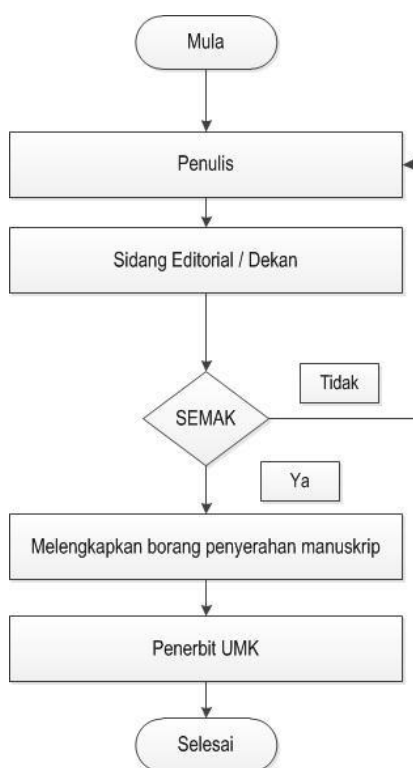 Mula
Penulis
Sidang Editorial / Dekan
SEMAK
Tidak
Ya
Melengkapkan borang penyerahan manuskrip
Penerbit UMK
Selesai